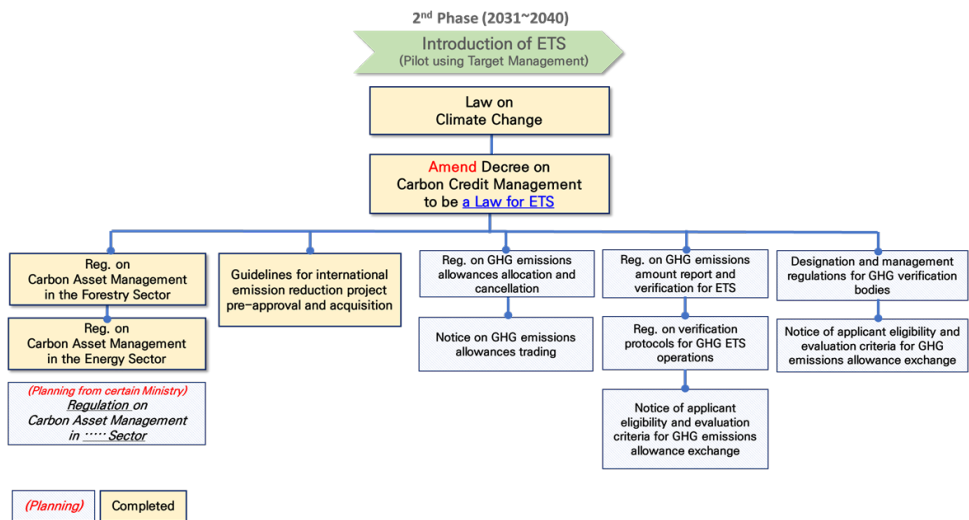 2nd Phase (2031~2040)
Introduction of ETS
(Pilot using Target Management)
Law on
Climate Change
Amend Decree on
Carbon Credit Management
to be a Law for ETS
Reg. on
Carbon Asset Management
in the Forestry Sector
Reg. on
Carbon Asset Management
in the Energy Sector
(Planning from certain Ministry)
Regulation on
Carbon Asset Management
in ····· Sector
Guidelines for international
emission reduction project
pre-approval and acquisition
Reg. on GHG emissions
allowances allocation and
cancellation
Notice on GHG emissions
allowances trading
Reg. on GHG emissions
amount report and
verification for ETS
Reg. on verification
protocols for GHG ETS
operations
Notice of applicant
eligibility and evaluation
criteria for GHG emissions
allowance exchange
Designation and management
regulations for GHG verification
bodies
Notice of applicant eligibility and
evaluation criteria for GHG
emissions allowance exchange
(Planning)
Completed